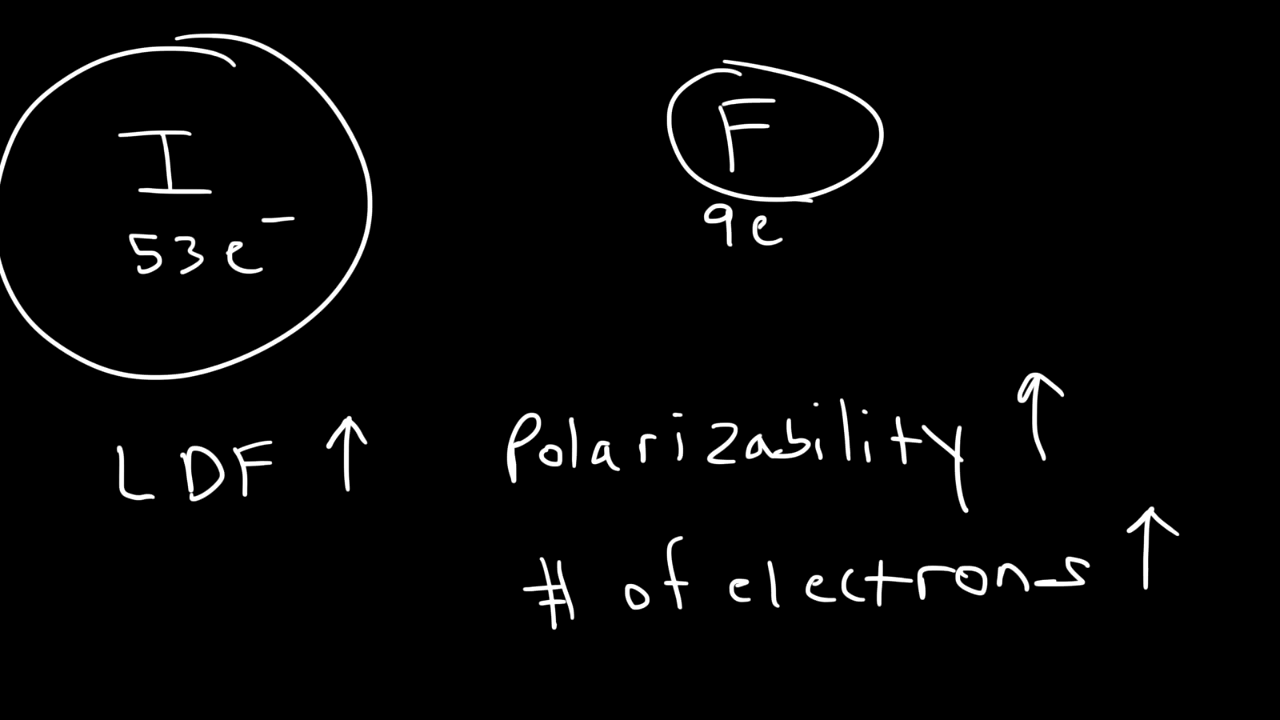 I F
53e⁻ 9e
LDF ↑ Polarizability ↑
# of electrons ↑